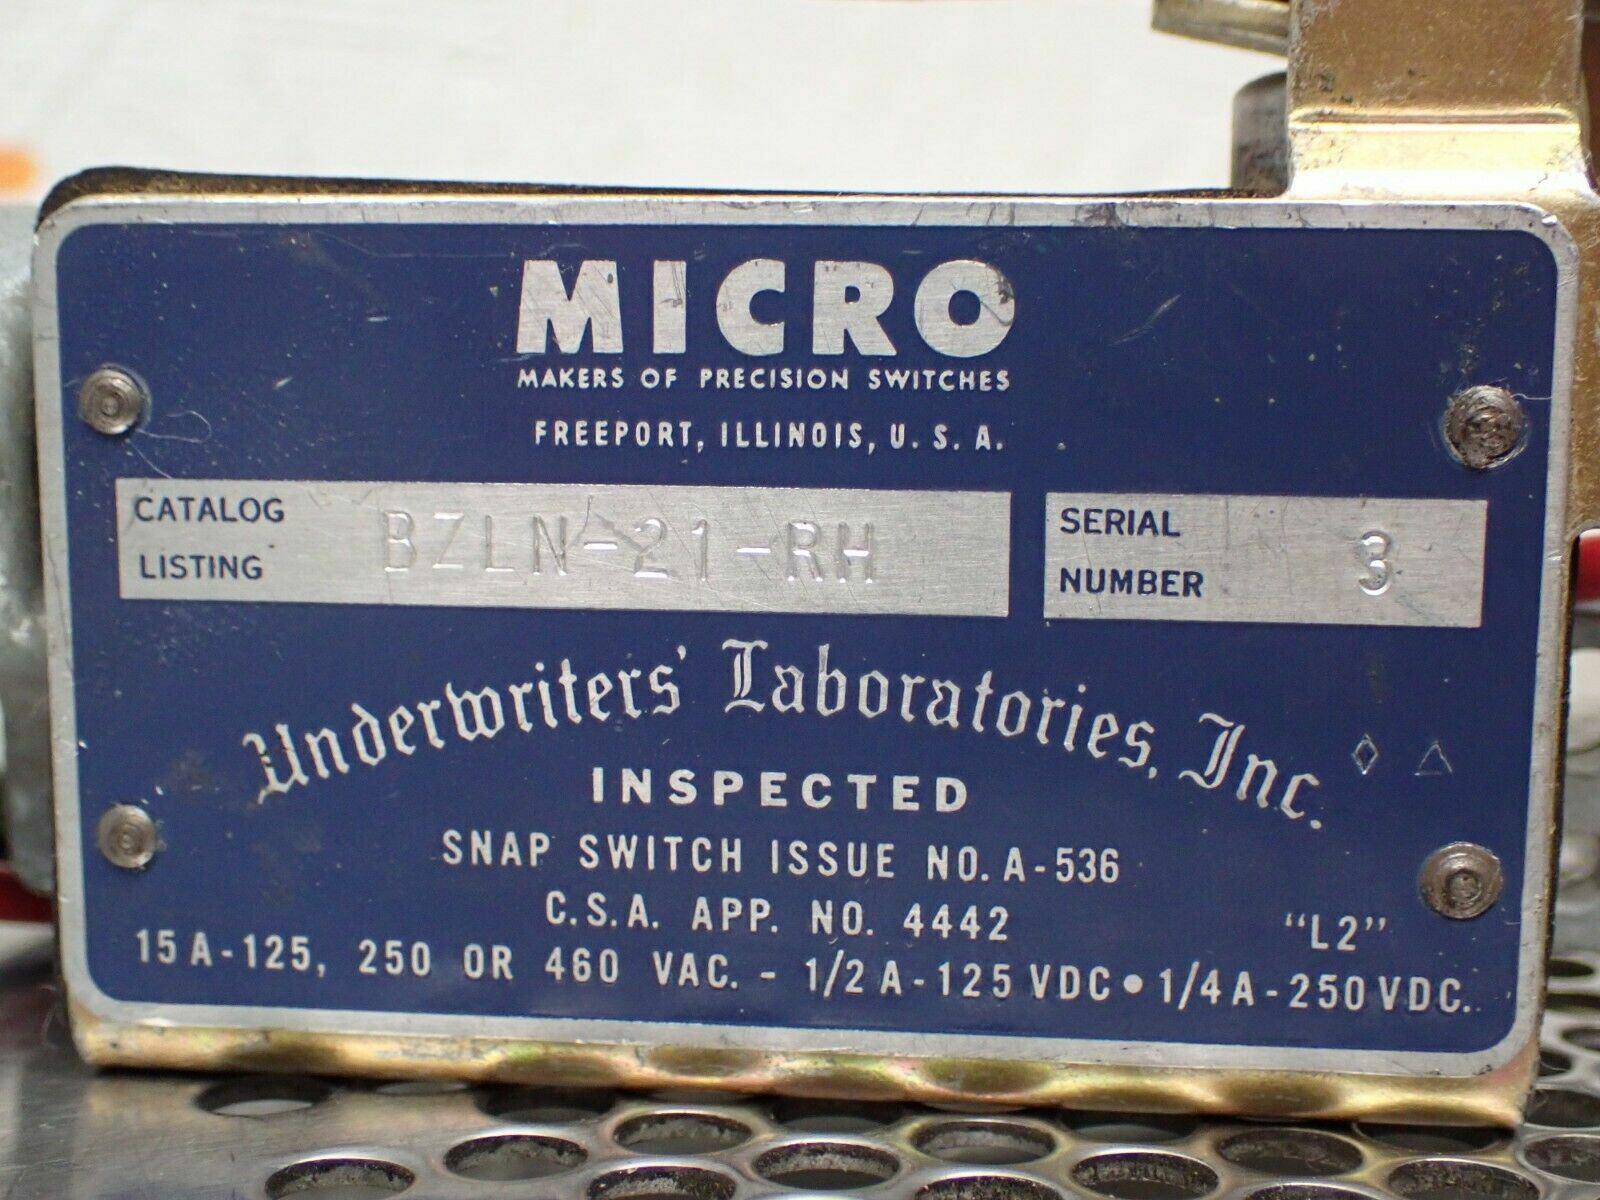 MICRO
MAKERS OF PRECISION SWITCHES
FREEPORT, ILLINOIS, U. S. A.
CATALOG LISTING BZLN-21-RH
SERIAL NUMBER 3
Underwriters' Laboratories, Inc.
INSPECTED
SNAP SWITCH ISSUE NO. A-536
C.S.A. APP. NO. 4442 "L2"
15 A-125, 250 OR 460 VAC. - 1/2 A-125 VDC • 1/4 A-250 VDC.